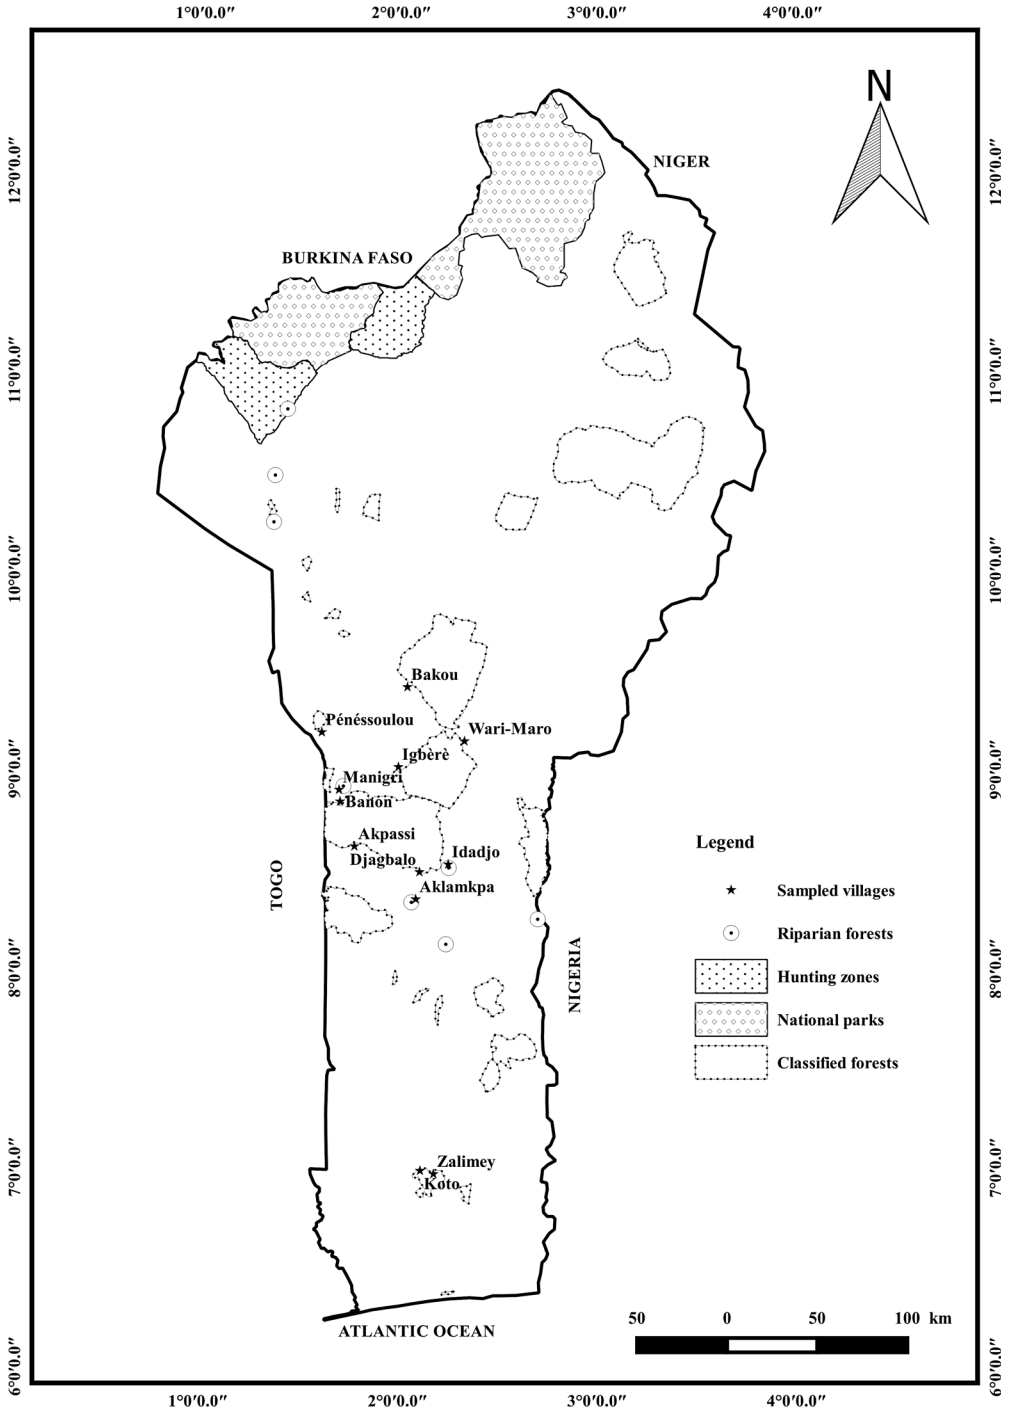 1°0'0.0" 2°0'0.0" 3°0'0.0" 4°0'0.0"
N
12°0'0.0" 12°0'0.0"
NIGER
BURKINA FASO
11°0'0.0" 11°0'0.0"
10°0'0.0" 10°0'0.0"
Bakou
Pénéssoulou
Wari-Maro
Igbèrè
9°0'0.0" 9°0'0.0"
Manigri
Banon
Akpassi
Djagbalo
Idadjo
Aklamkpa
TOGO
NIGERIA
Legend
Sampled villages
Riparian forests
Hunting zones
National parks
Classified forests
8°0'0.0" 8°0'0.0"
7°0'0.0" 7°0'0.0"
Zalimey
Koto
ATLANTIC OCEAN
50 0 50 100 km
6°0'0.0" 6°0'0.0"
1°0'0.0" 2°0'0.0" 3°0'0.0" 4°0'0.0"